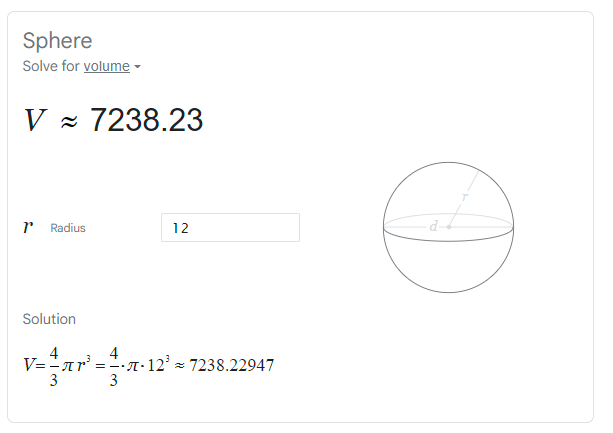 Sphere
Solve for volume
V ≈ 7238.23
r Radius 12
r
d
Solution
V=4/3 π r³ = 4/3 · π · 12³ ≈ 7238.22947